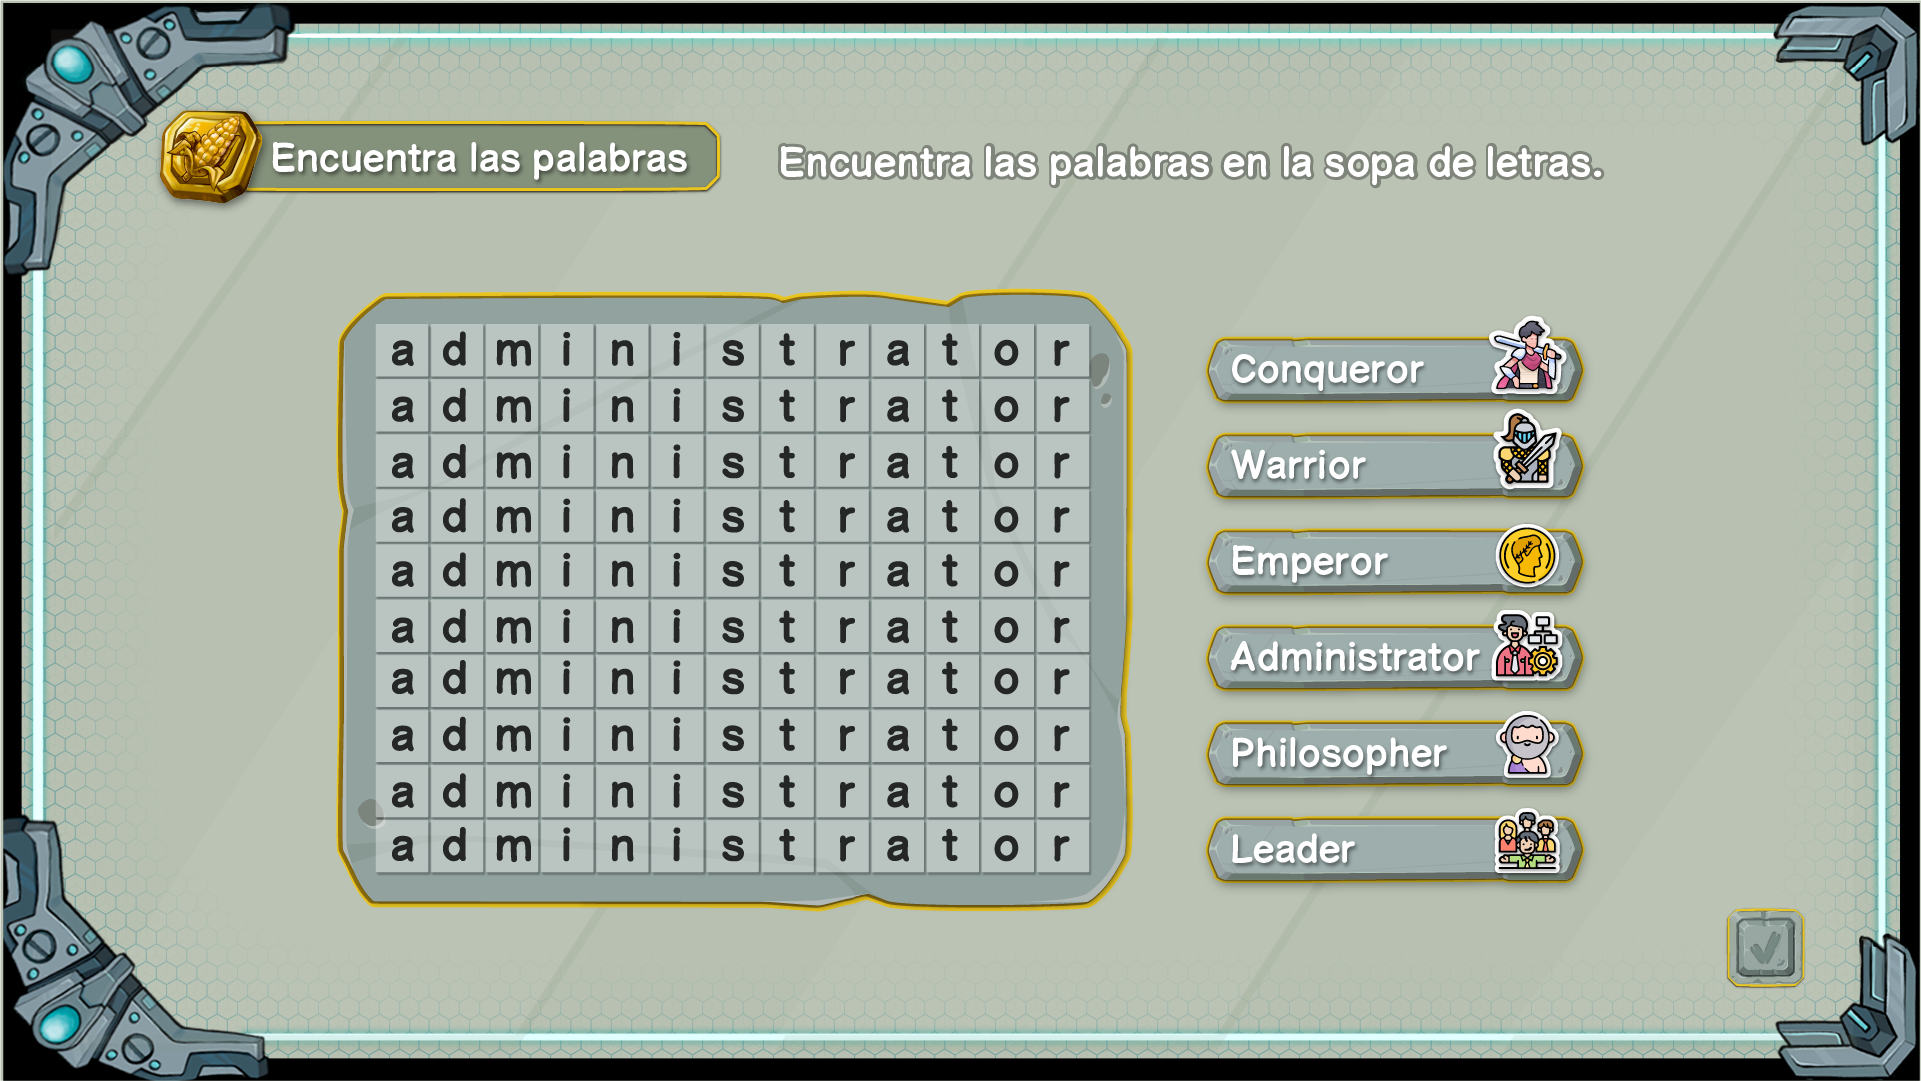 Encuentra las palabras
Encuentra las palabras en la sopa de letras.
a d m i n i s t r a t o r
a d m i n i s t r a t o r
a d m i n i s t r a t o r
a d m i n i s t r a t o r
a d m i n i s t r a t o r
a d m i n i s t r a t o r
a d m i n i s t r a t o r
a d m i n i s t r a t o r
a d m i n i s t r a t o r
a d m i n i s t r a t o r
Conqueror
Warrior
Emperor
Administrator
Philosopher
Leader